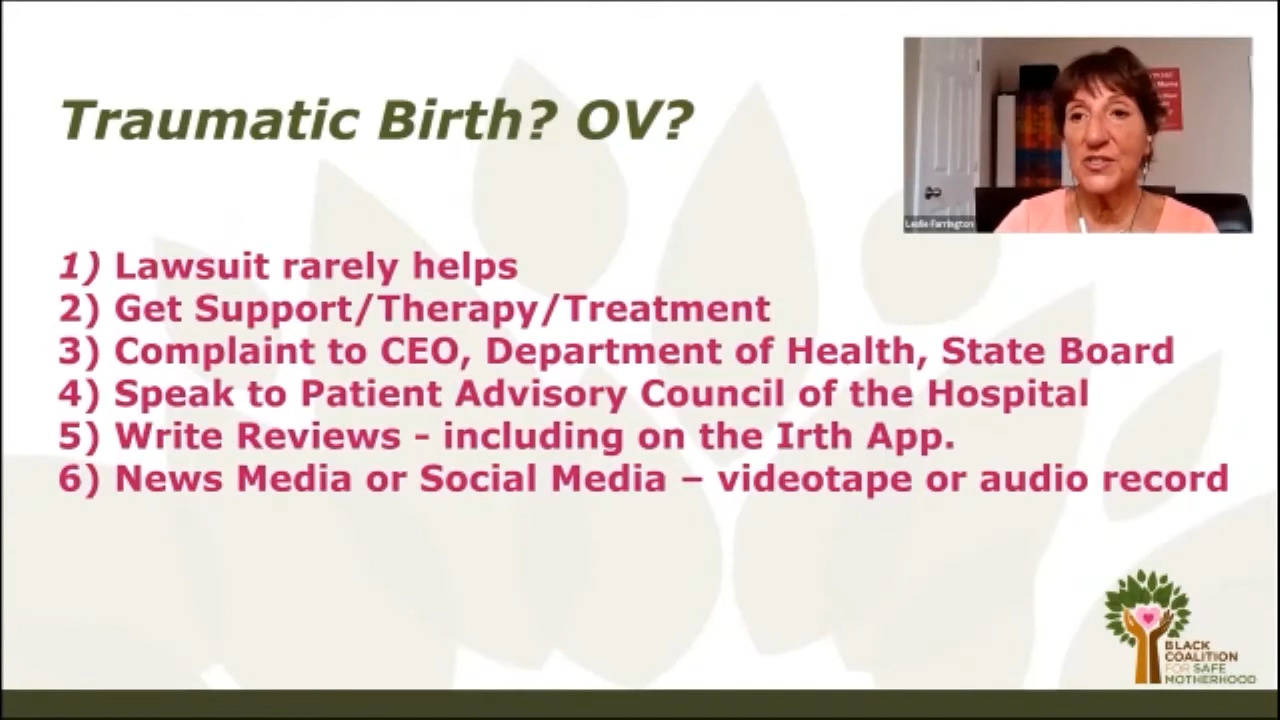 Traumatic Birth? OV?
Leslie Farrington
1) Lawsuit rarely helps
2) Get Support/Therapy/Treatment
3) Complaint to CEO, Department of Health, State Board
4) Speak to Patient Advisory Council of the Hospital
5) Write Reviews - including on the Irth App.
6) News Media or Social Media – videotape or audio record
BLACK
COALITION
FOR SAFE
MOTHERHOOD